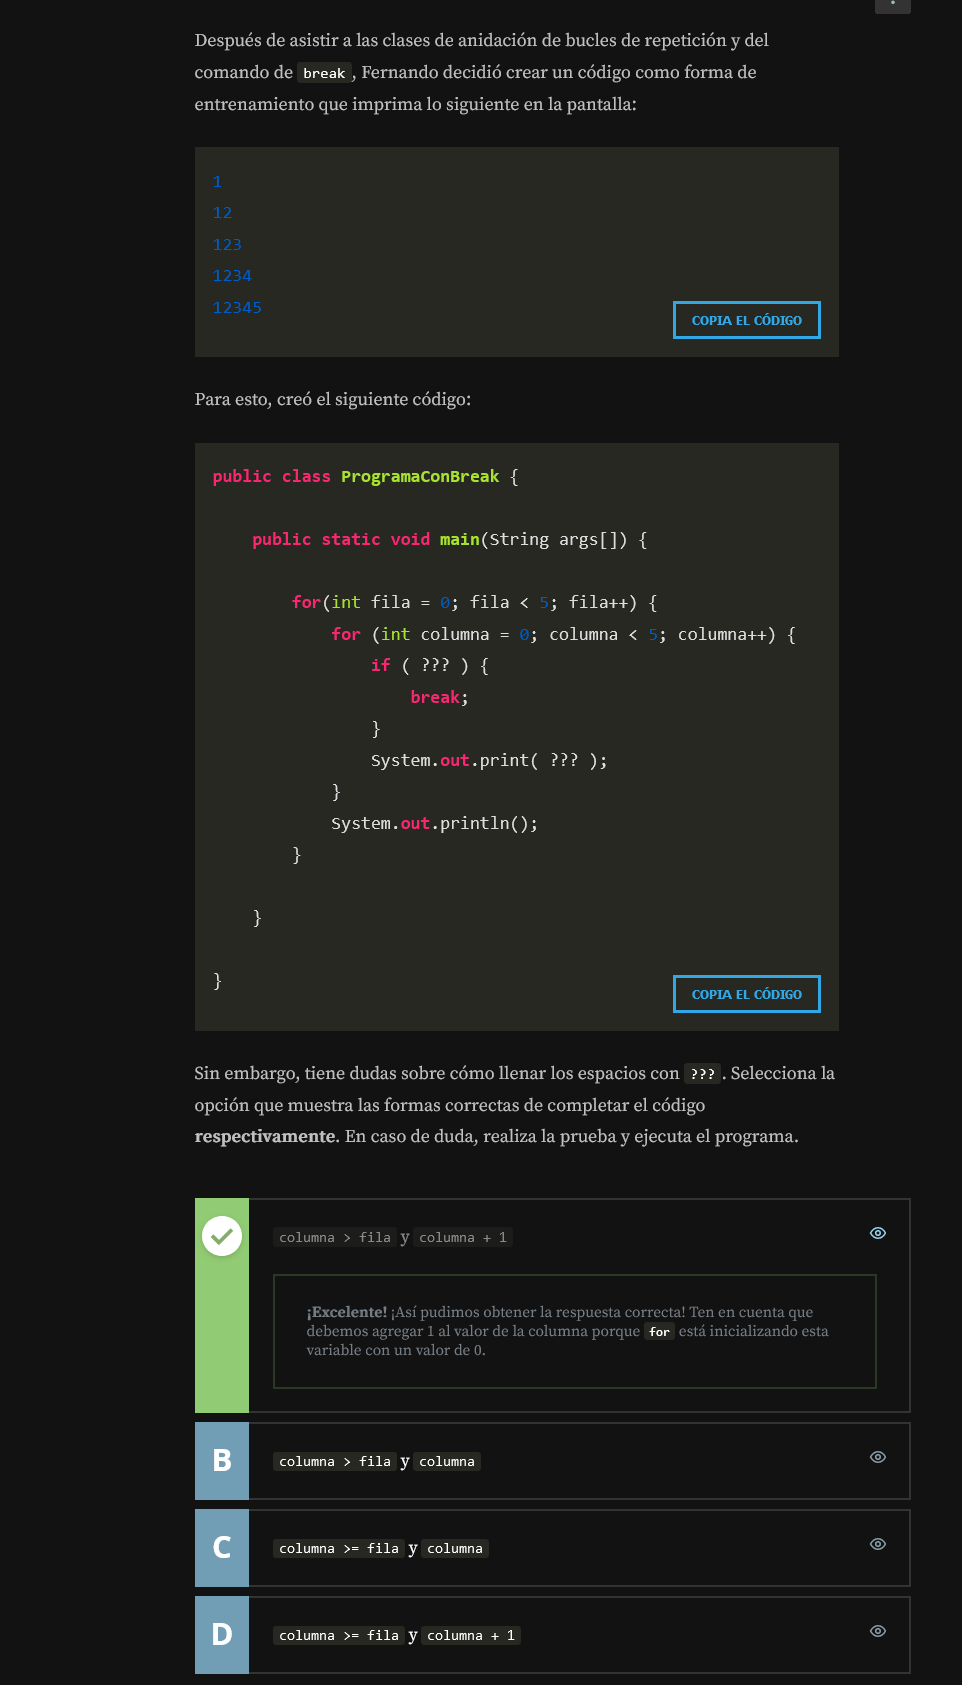 Después de asistir a las clases de anidación de bucles de repetición y del
comando de break, Fernando decidió crear un código como forma de
entrenamiento que imprima lo siguiente en la pantalla:
1
12
123
1234
12345
COPIA EL CÓDIGO
Para esto, creó el siguiente código:
public class ProgramaConBreak {
public static void main(String args[]) {
for(int fila = 0; fila < 5; fila++) {
for (int columna = 0; columna < 5; columna++) {
if ( ??? ) {
break;
}
System.out.print( ??? );
}
System.out.println();
}
}
}
COPIA EL CÓDIGO
Sin embargo, tiene dudas sobre cómo llenar los espacios con ???. Selecciona la
opción que muestra las formas correctas de completar el código
respectivamente. En caso de duda, realiza la prueba y ejecuta el programa.
columna > fila y columna + 1
¡Excelente! ¡Así pudimos obtener la respuesta correcta! Ten en cuenta que
debemos agregar 1 al valor de la columna porque for está inicializando esta
variable con un valor de 0.
B
columna > fila y columna
C
columna >= fila y columna
D
columna >= fila y columna + 1